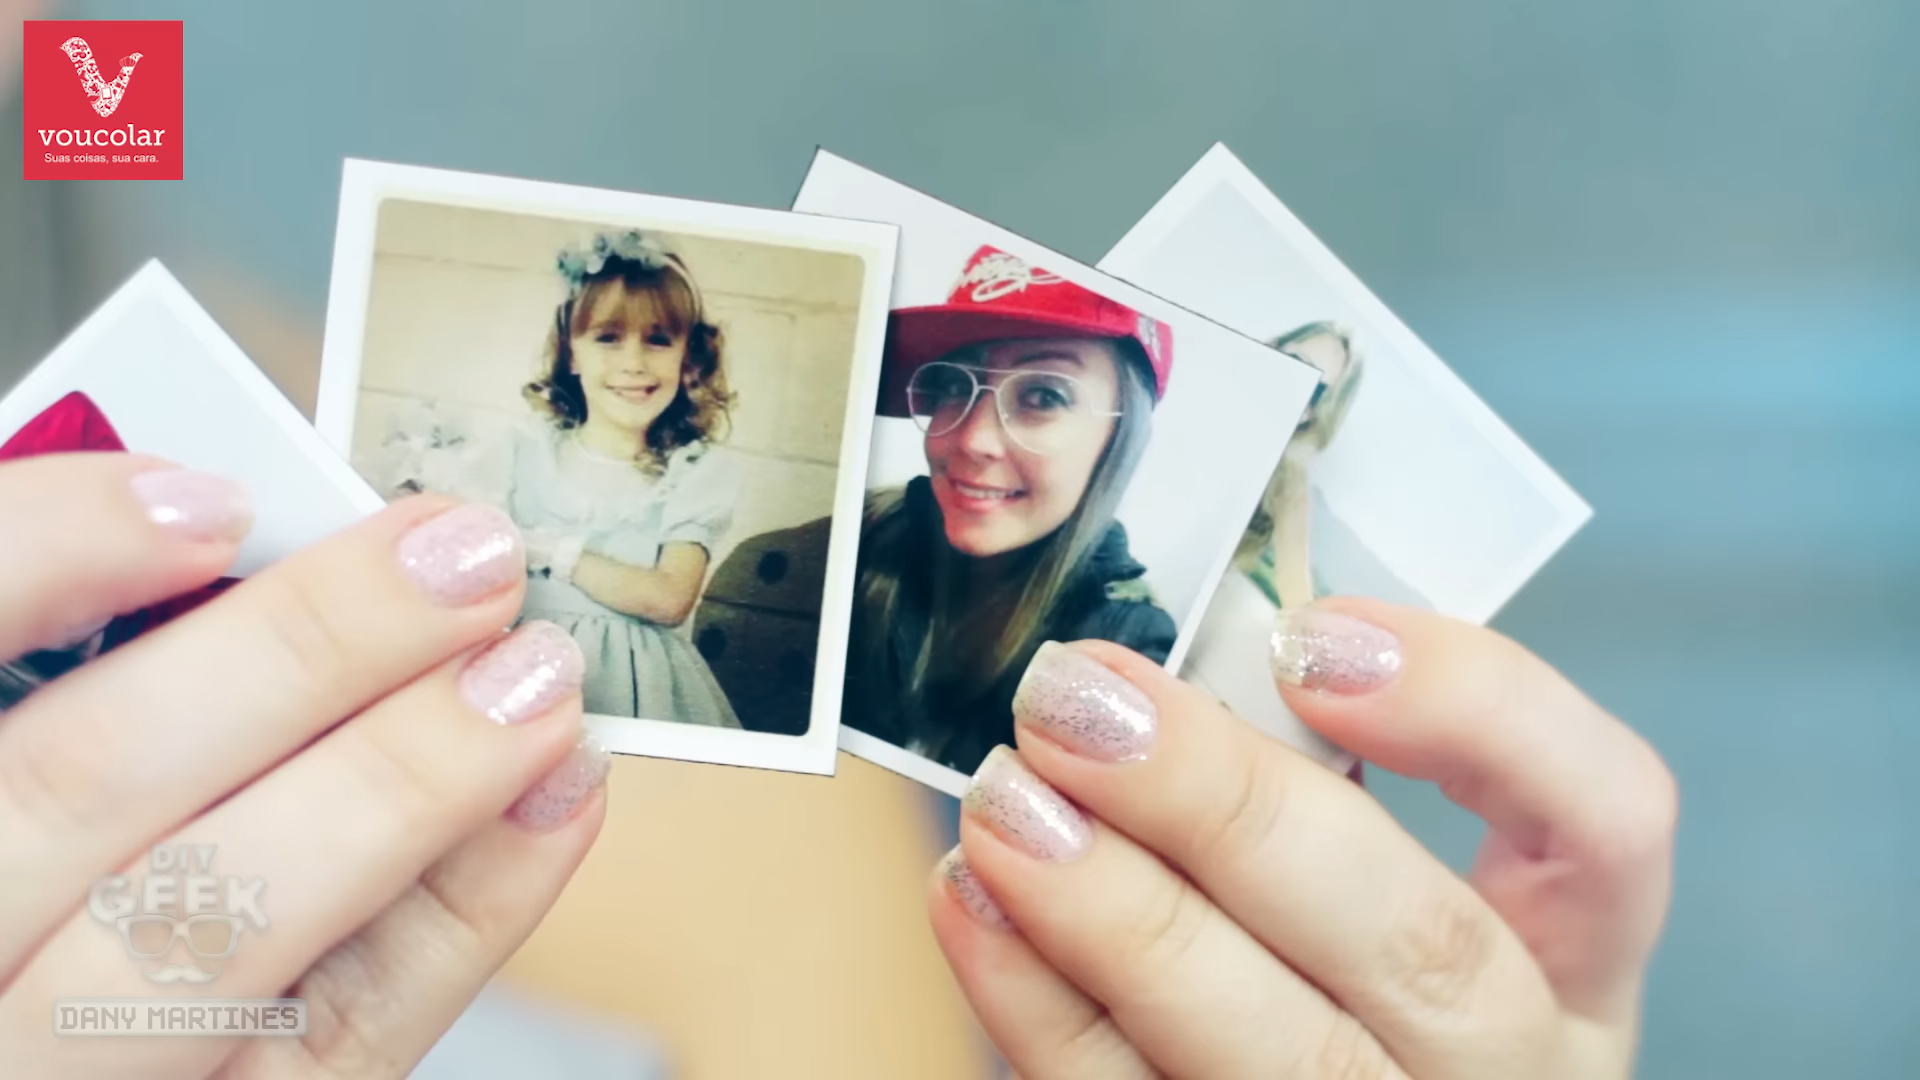 voucolar
Suas coisas, sua cara.
DIY
GEEK
DANY MARTINES